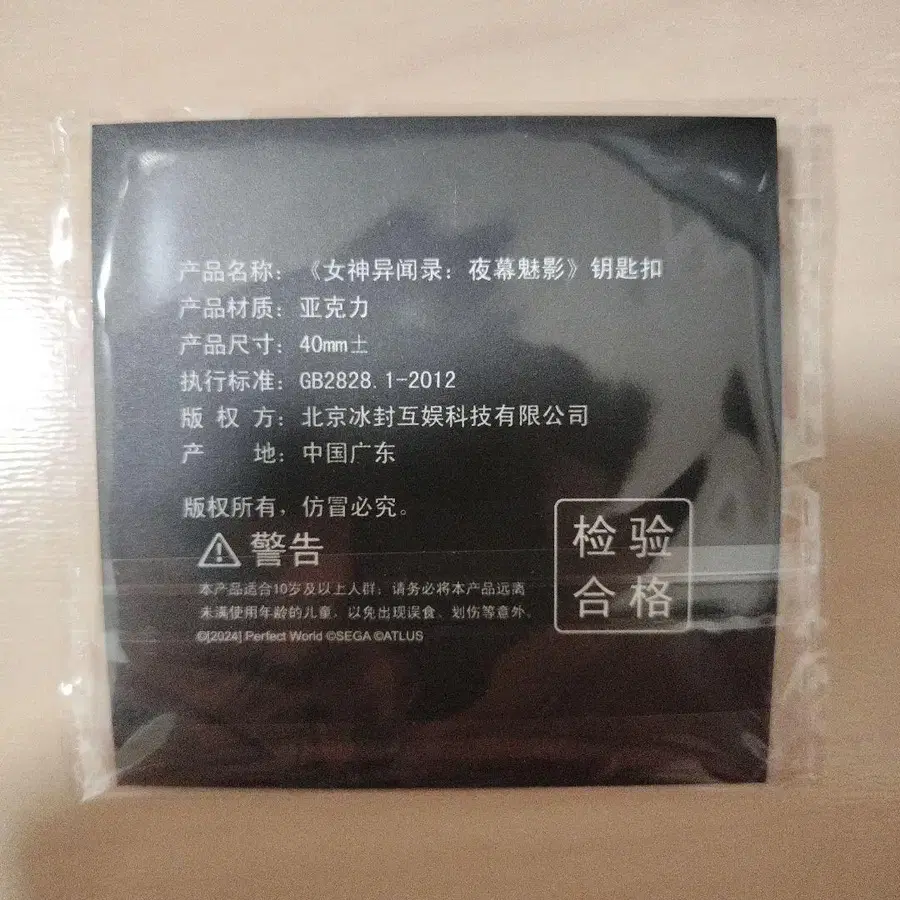 产品名称：《女神异闻录：夜幕魅影》钥匙扣
产品材质：亚克力
产品尺寸：40mm±
执行标准：GB2828.1-2012
版 权 方：北京冰封互娱科技有限公司
产 地：中国广东
版权所有，仿冒必究。
警告
本产品适合10岁及以上人群；请务必将本产品远离
未满使用年龄的儿童，以免出现误食、划伤等意外。
©[2024] Perfect World ©SEGA ©ATLUS
检验
合格